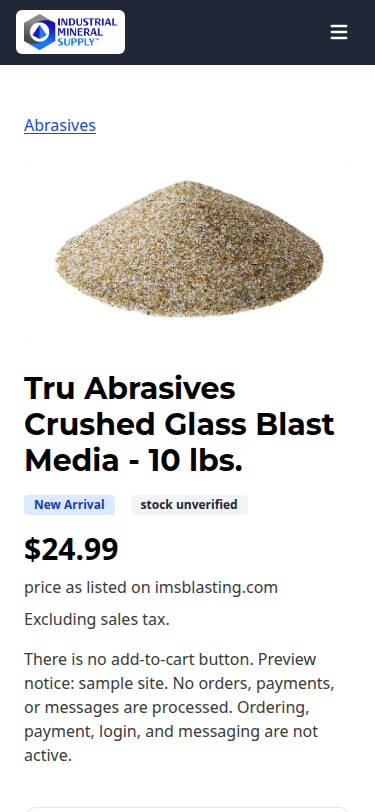 INDUSTRIAL
MINERAL
SUPPLY™
Abrasives
Tru Abrasives
Crushed Glass Blast
Media - 10 lbs.
New Arrival stock unverified
$24.99
price as listed on imsblasting.com
Excluding sales tax.
There is no add-to-cart button. Preview
notice: sample site. No orders, payments,
or messages are processed. Ordering,
payment, login, and messaging are not
active.